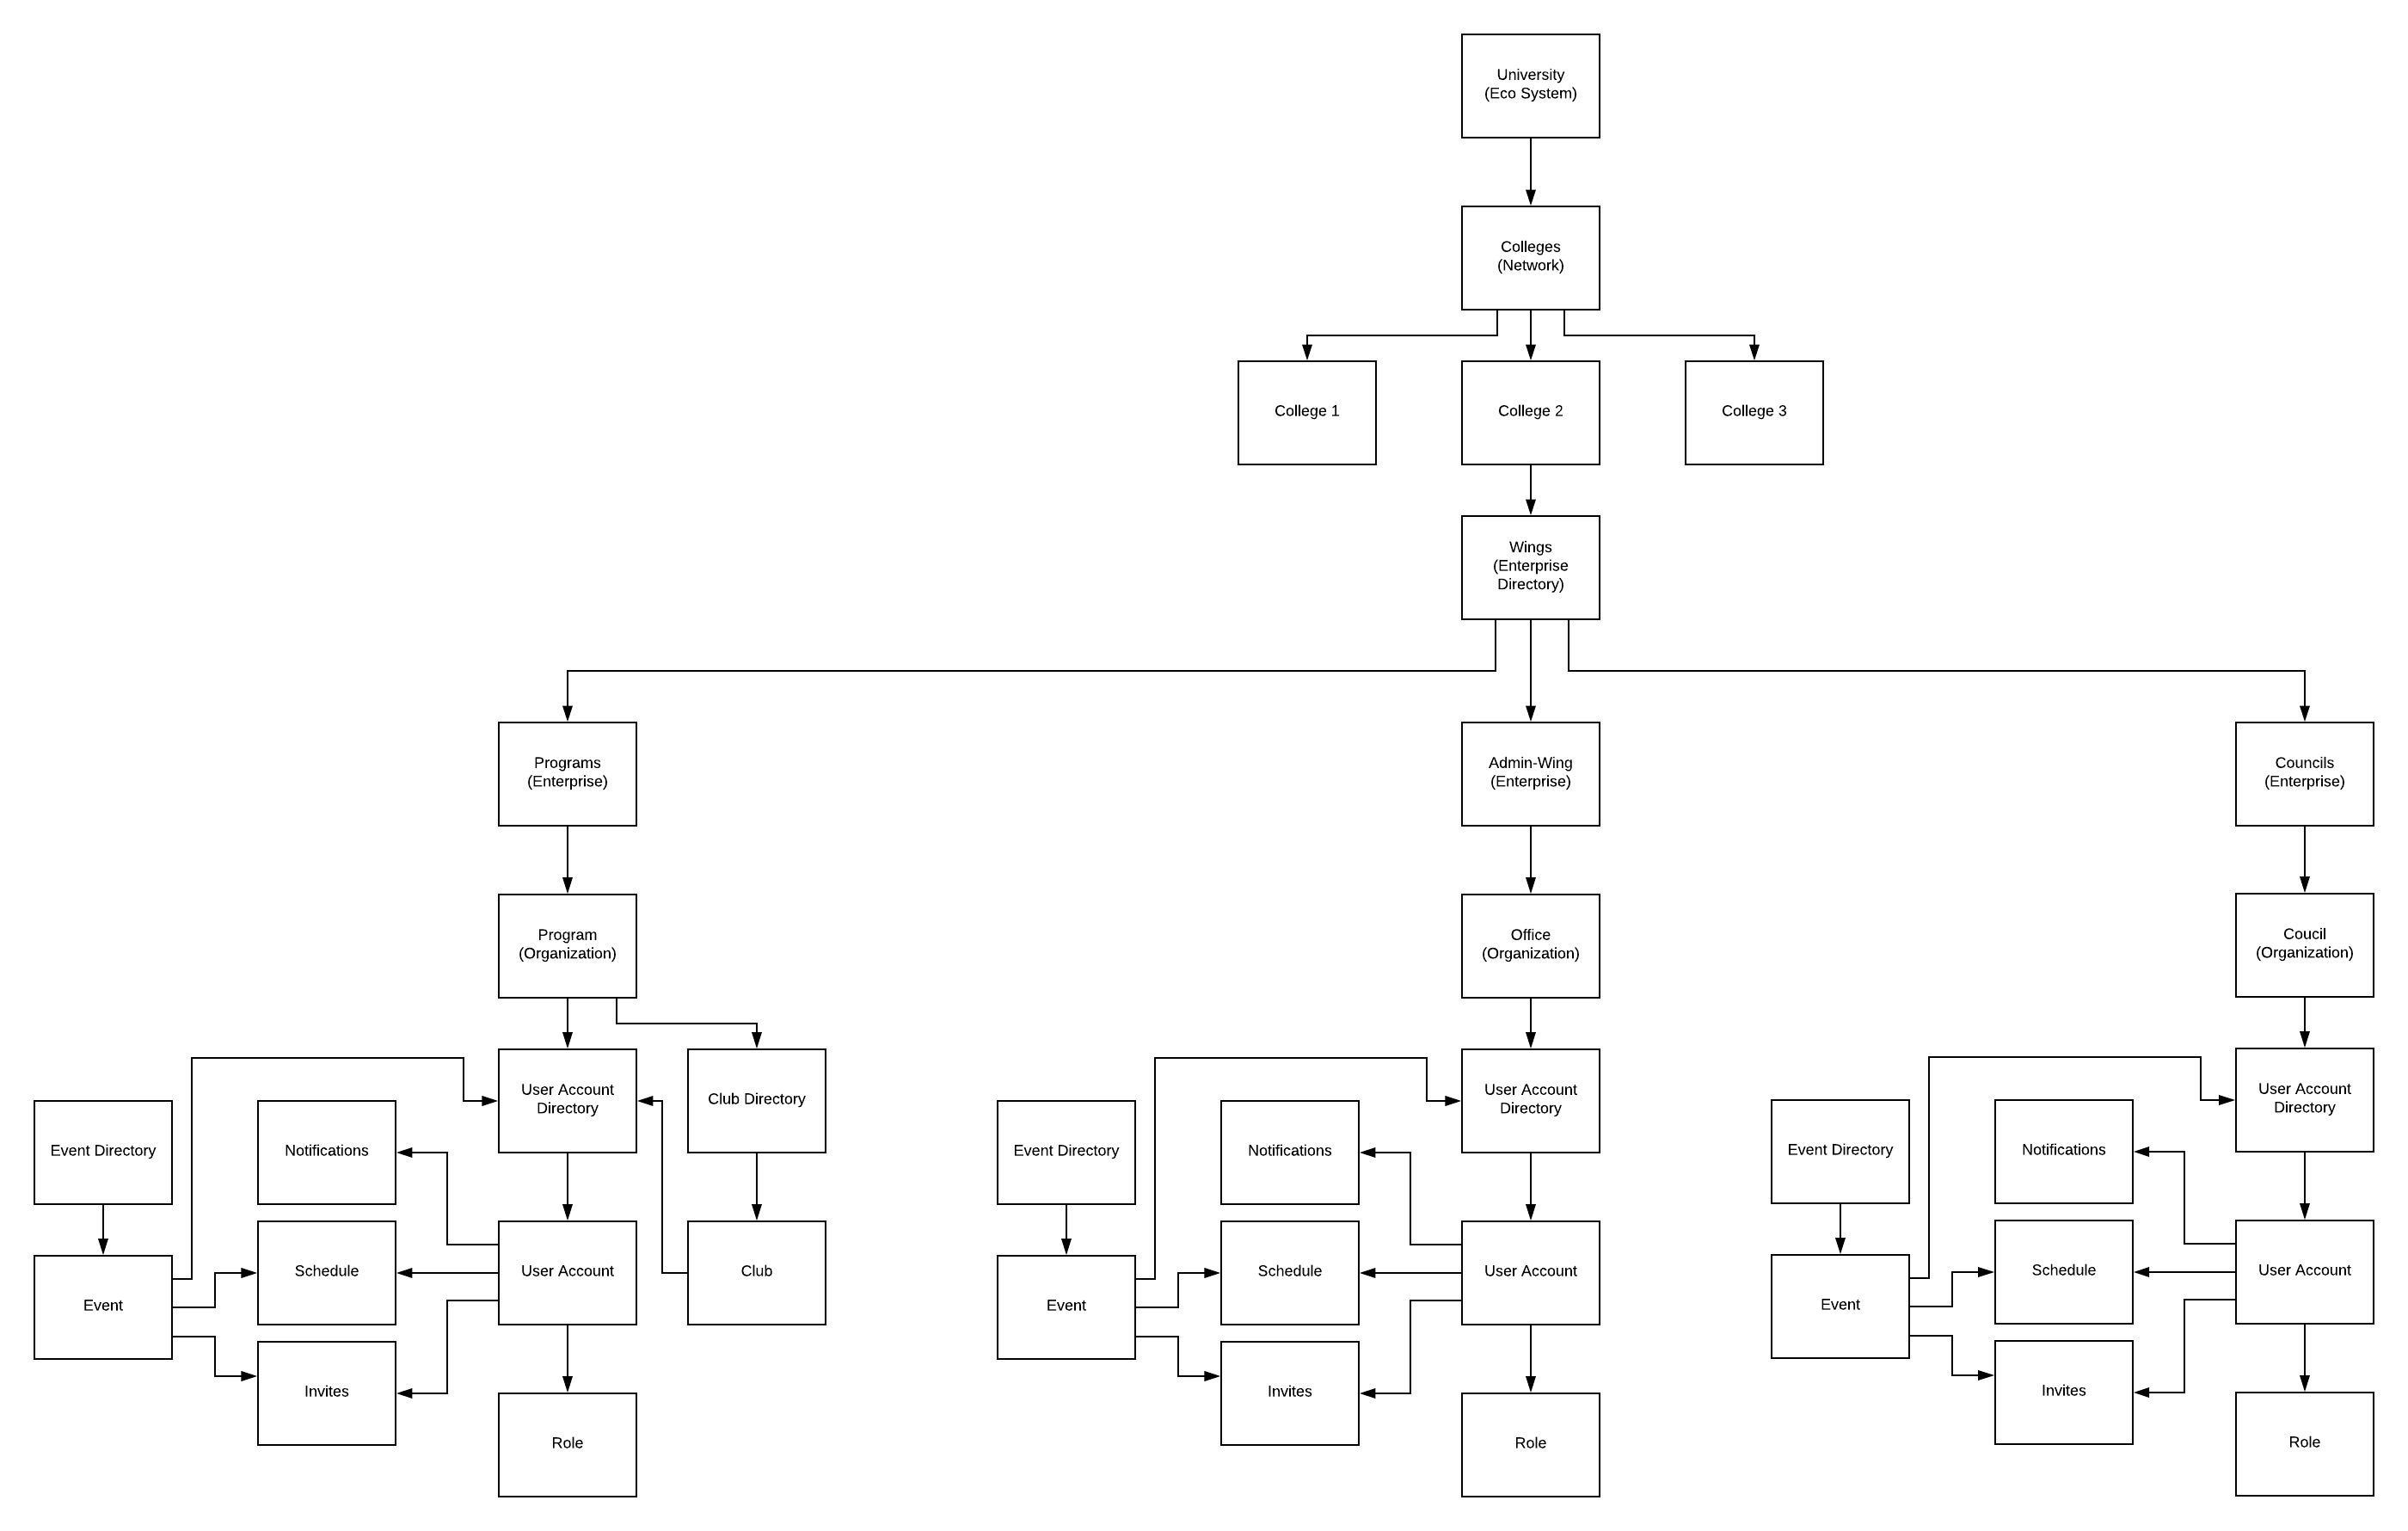 University
(Eco System)
Colleges
(Network)
College 1
College 2
College 3
Wings
(Enterprise
Directory)
Programs
(Enterprise)
Admin-Wing
(Enterprise)
Councils
(Enterprise)
Program
(Organization)
Office
(Organization)
Coucil
(Organization)
User Account
Directory
Club Directory
Event Directory
Notifications
Schedule
User Account
Club
Event
Invites
Role
User Account
Directory
Event Directory
Notifications
Schedule
User Account
Event
Invites
Role
User Account
Directory
Event Directory
Notifications
Schedule
User Account
Event
Invites
Role